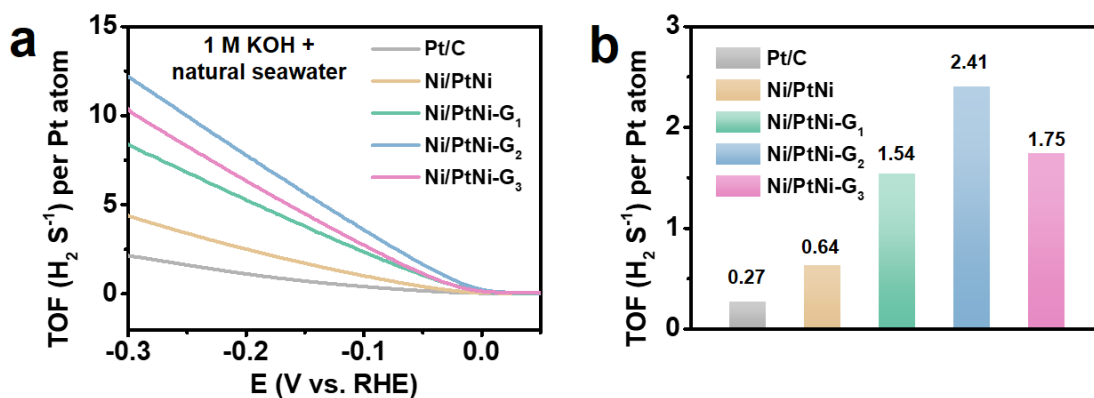 a
1 M KOH +
natural seawater
Pt/C
Ni/PtNi
Ni/PtNi-G₁
Ni/PtNi-G₂
Ni/PtNi-G₃
TOF (H₂ S⁻¹) per Pt atom
15
10
5
0
-0.3
-0.2
-0.1
0.0
E (V vs. RHE)
b
Pt/C
Ni/PtNi
Ni/PtNi-G₁
Ni/PtNi-G₂
Ni/PtNi-G₃
TOF (H₂ S⁻¹) per Pt atom
3
2
1
0
0.27
0.64
1.54
2.41
1.75